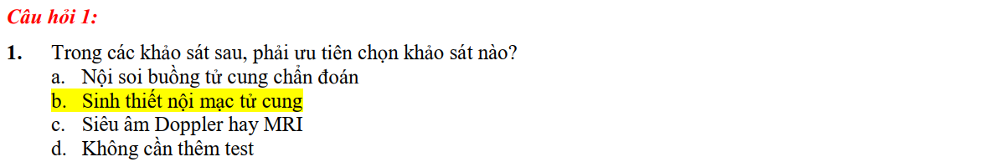 Câu hỏi 1:
1. Trong các khảo sát sau, phải ưu tiên chọn khảo sát nào?
a. Nội soi buồng tử cung chẩn đoán
b. Sinh thiết nội mạc tử cung
c. Siêu âm Doppler hay MRI
d. Không cần thêm test